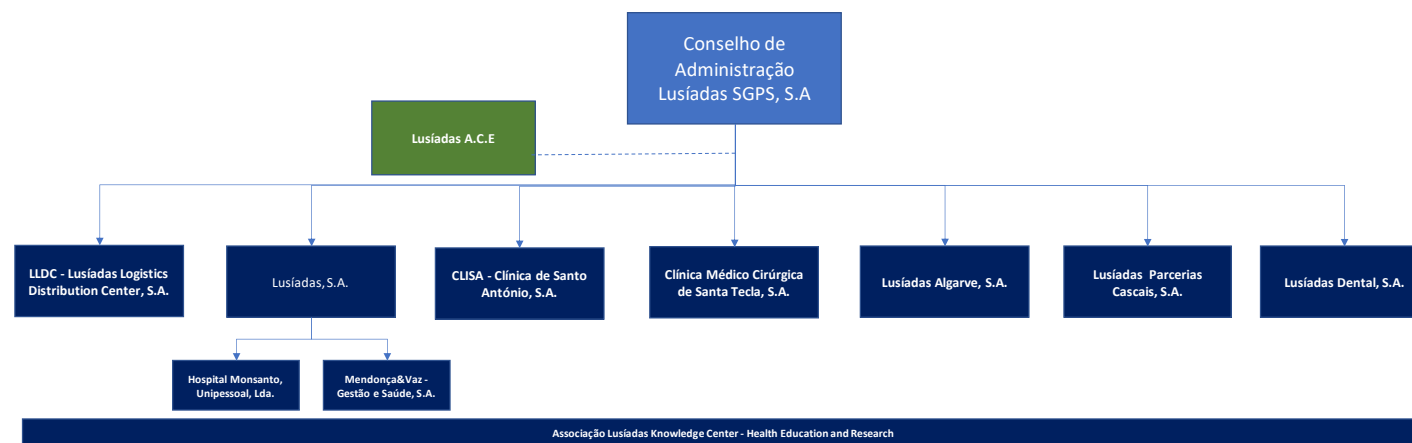 Conselho de
Administração
Lusíadas SGPS, S.A
Lusíadas A.C.E
LLDC - Lusíadas Logistics
Distribution Center, S.A.
Lusíadas, S.A.
CLISA - Clínica de Santo
António, S.A.
Clínica Médico Cirúrgica
de Santa Tecla, S.A.
Lusíadas Algarve, S.A.
Lusíadas Parcerias
Cascais, S.A.
Lusíadas Dental, S.A.
Hospital Monsanto,
Unipessoal, Lda.
Mendonça&Vaz -
Gestão e Saúde, S.A.
Associação Lusíadas Knowledge Center - Health Education and Research